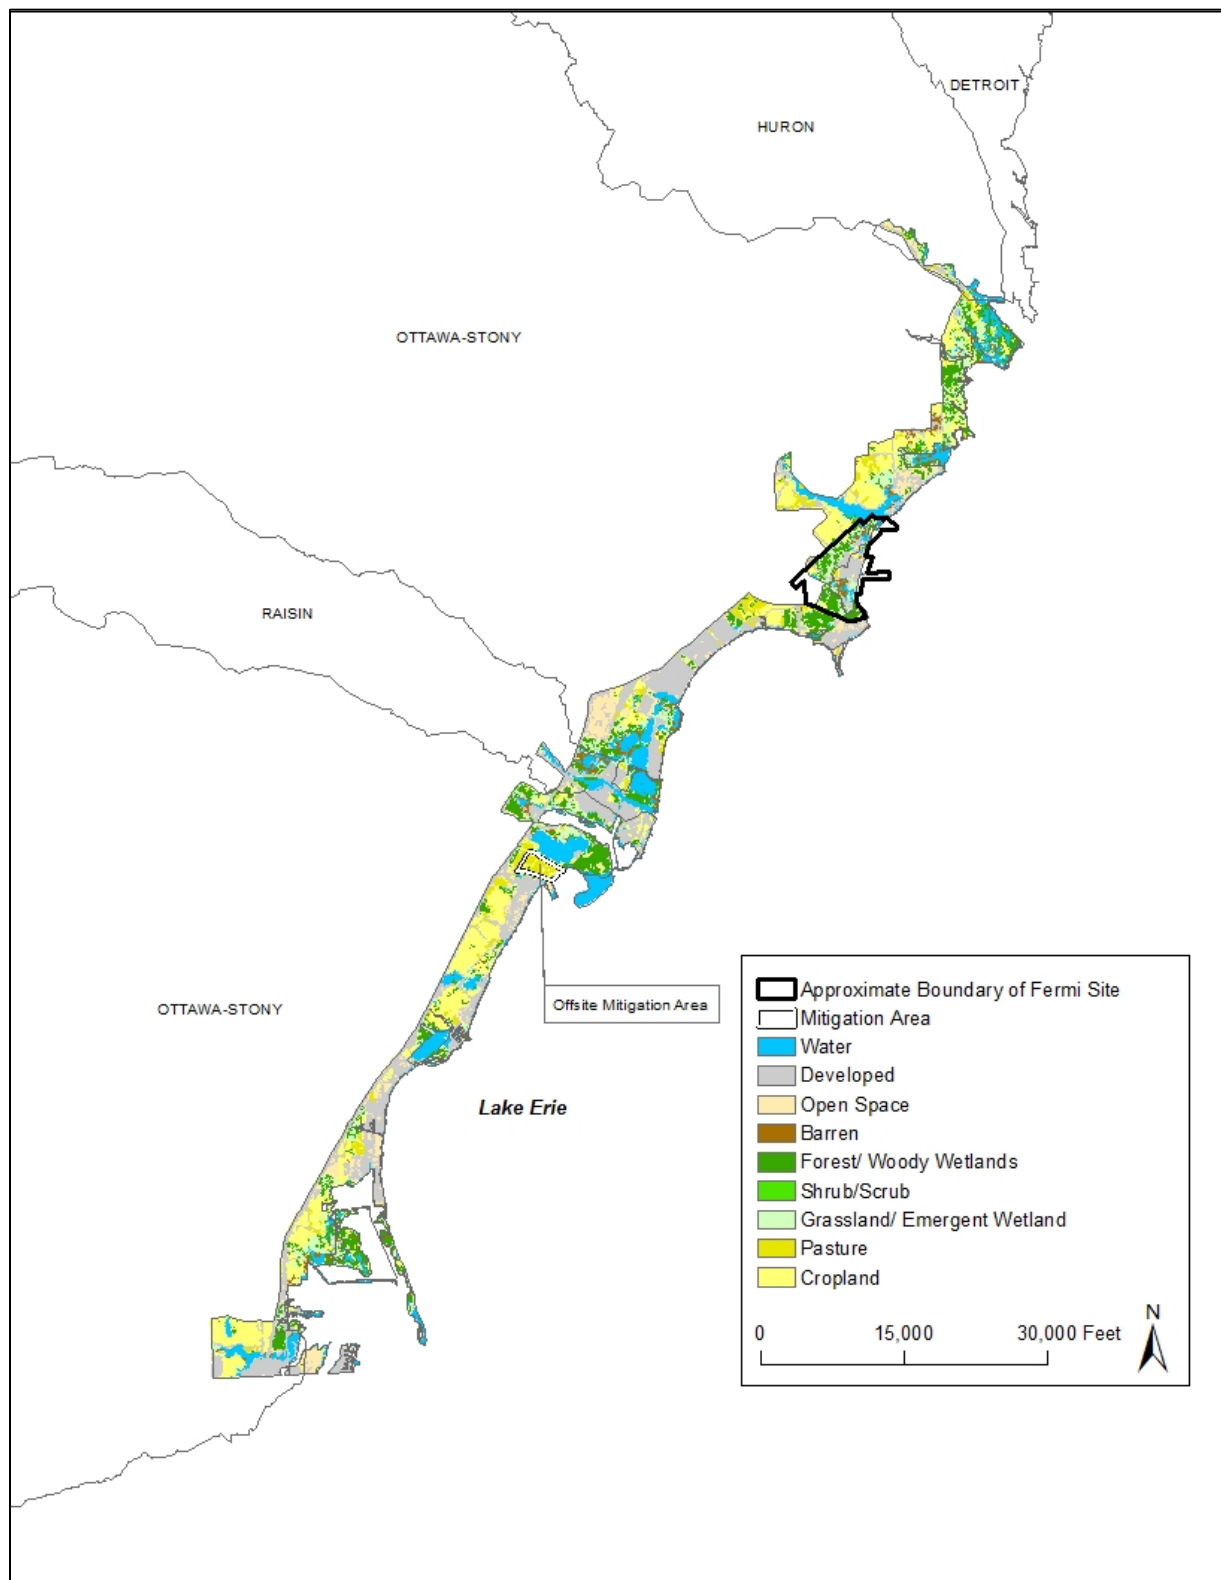 DETROIT
HURON
OTTAWA-STONY
RAISIN
OTTAWA-STONY
Offsite Mitigation Area
Lake Erie
Approximate Boundary of Fermi Site
Mitigation Area
Water
Developed
Open Space
Barren
Forest/ Woody Wetlands
Shrub/Scrub
Grassland/ Emergent Wetland
Pasture
Cropland
N
0 15,000 30,000 Feet